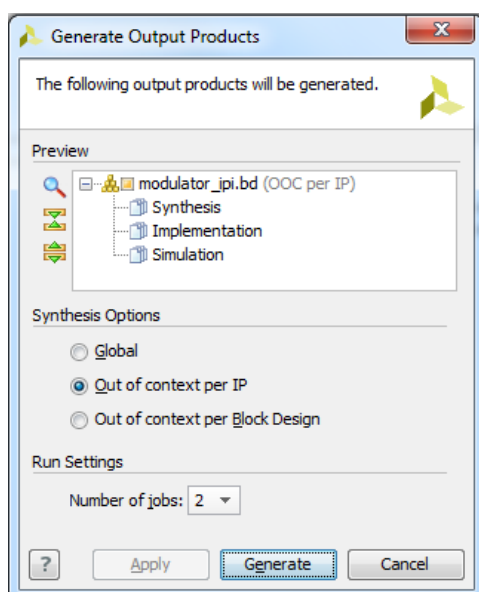 Generate Output Products
The following output products will be generated.
Preview
modulator_ipi.bd (OOC per IP)
Synthesis
Implementation
Simulation
Synthesis Options
Global
Out of context per IP
Out of context per Block Design
Run Settings
Number of jobs: 2
? Apply Generate Cancel